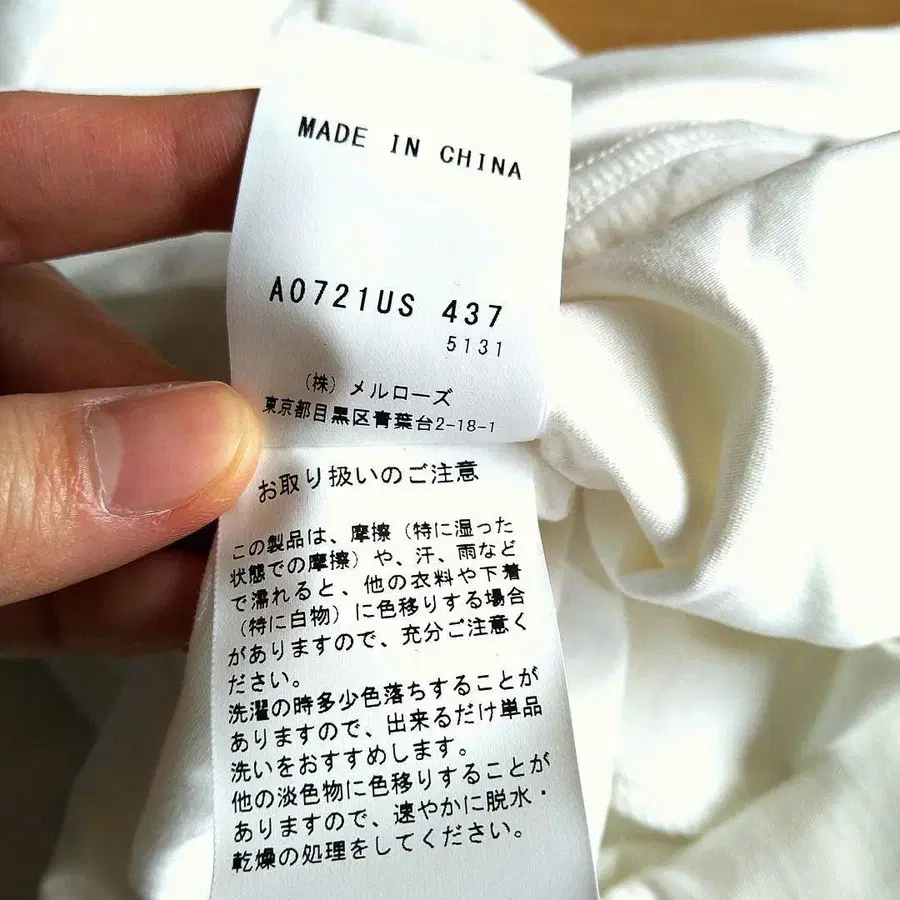 MADE IN CHINA
A0721US 437
5131
(株) メルローズ
東京都目黒区青葉台2-18-1
お取り扱いのご注意
この製品は、摩擦(特に湿った
状態での摩擦)や、汗、雨など
で濡れると、他の衣料や下着
(特に白物)に色移りする場合
がありますので、充分ご注意く
ださい。
洗濯の時多少色落ちすることが
ありますので、出来るだけ単品
洗いをおすすめします。
他の淡色物に色移りすることが
ありますので、速やかに脱水・
乾燥の処理をしてください。